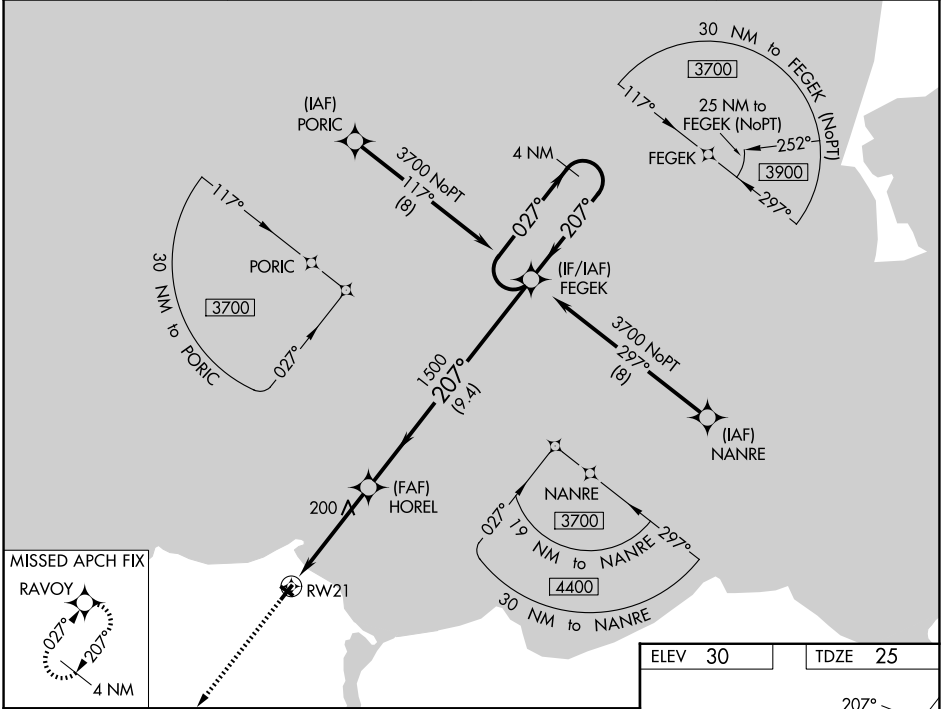 (IAF)
PORIC
3700 NoPT
117°
(8)
4 NM
027°
207°
(IF/IAF)
FEGEK
30 NM to FEGEK (NoPT)
3700
117°
25 NM to
FEGEK (NoPT)
252°
FEGEK
3900
297°
117°
PORIC
3700
30 NM to PORIC
027°
3700 NoPT
297°
(8)
(IAF)
NANRE
1500
207°
(9.4)
(FAF)
HOREL
200
RW21
NANRE
3700
027°
297°
19 NM to NANRE
4400
30 NM to NANRE
MISSED APCH FIX
RAVOY
027°
207°
4 NM
ELEV 30
TDZE 25
207°